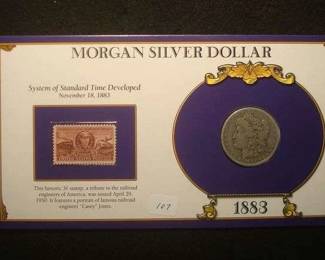 MORGAN SILVER DOLLAR
System of Standard Time Developed
November 18, 1883
This historic, 3¢ stamp, a tribute to the railroad
engineers of America, was issued April 29,
1950. It features a portrait of famous railroad
engineer "Casey" Jones.
107
1883